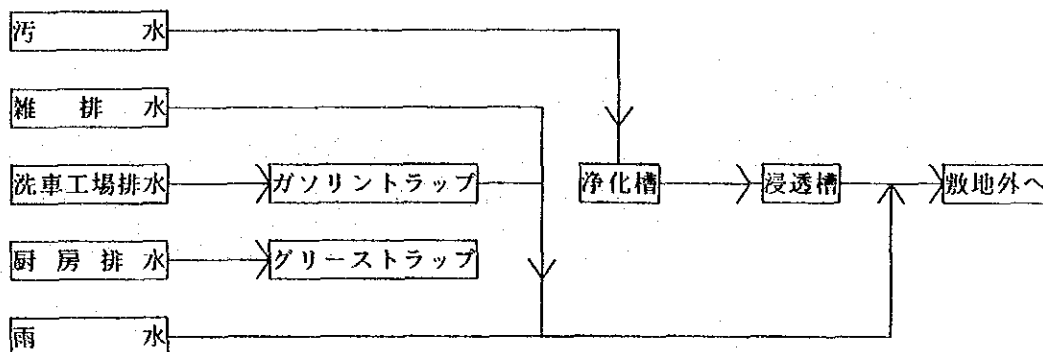 汚水
雑排水
洗車工場排水
ガソリントラップ
浄化槽
浸透槽
敷地外へ
厨房排水
グリーストラップ
雨水